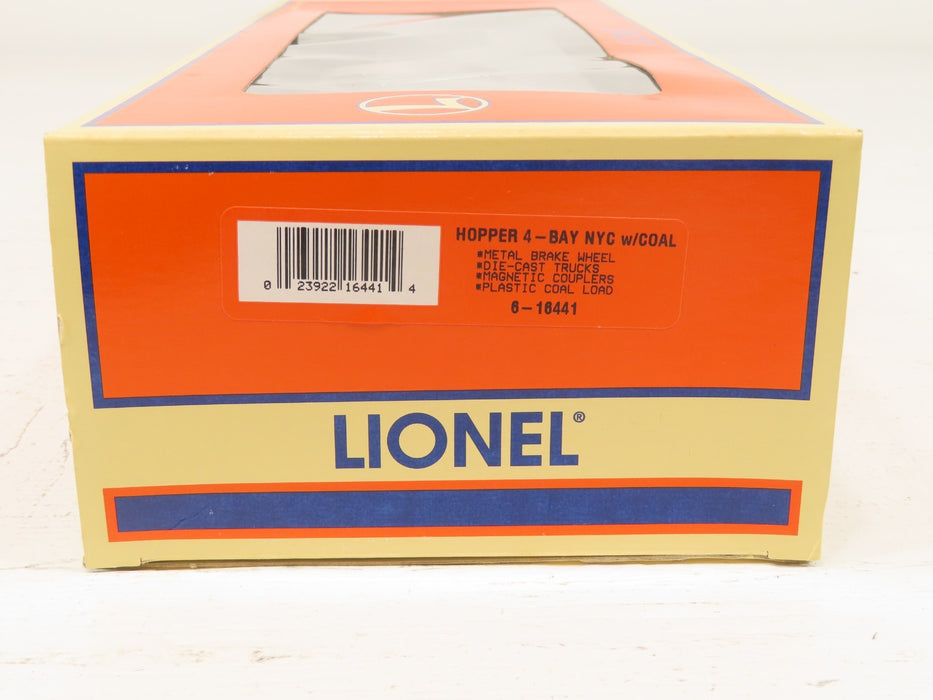 HOPPER 4-BAY NYC w/COAL
*METAL BRAKE WHEEL
*DIE-CAST TRUCKS
*MAGNETIC COUPLERS
*PLASTIC COAL LOAD
6-16441
0 23922 16441 4
LIONEL®